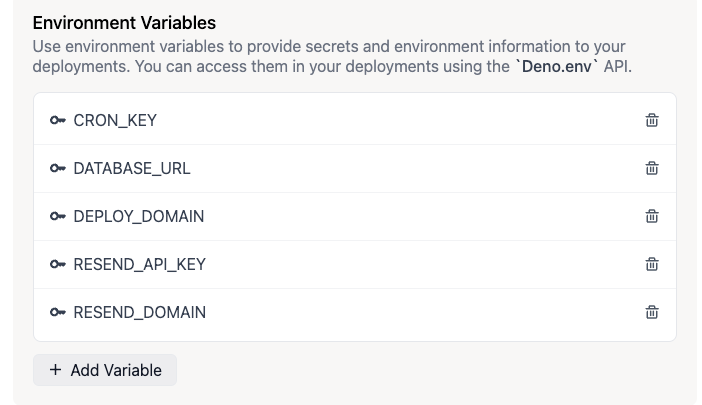 Environment Variables
Use environment variables to provide secrets and environment information to your
deployments. You can access them in your deployments using the `Deno.env` API.
CRON_KEY
DATABASE_URL
DEPLOY_DOMAIN
RESEND_API_KEY
RESEND_DOMAIN
+ Add Variable